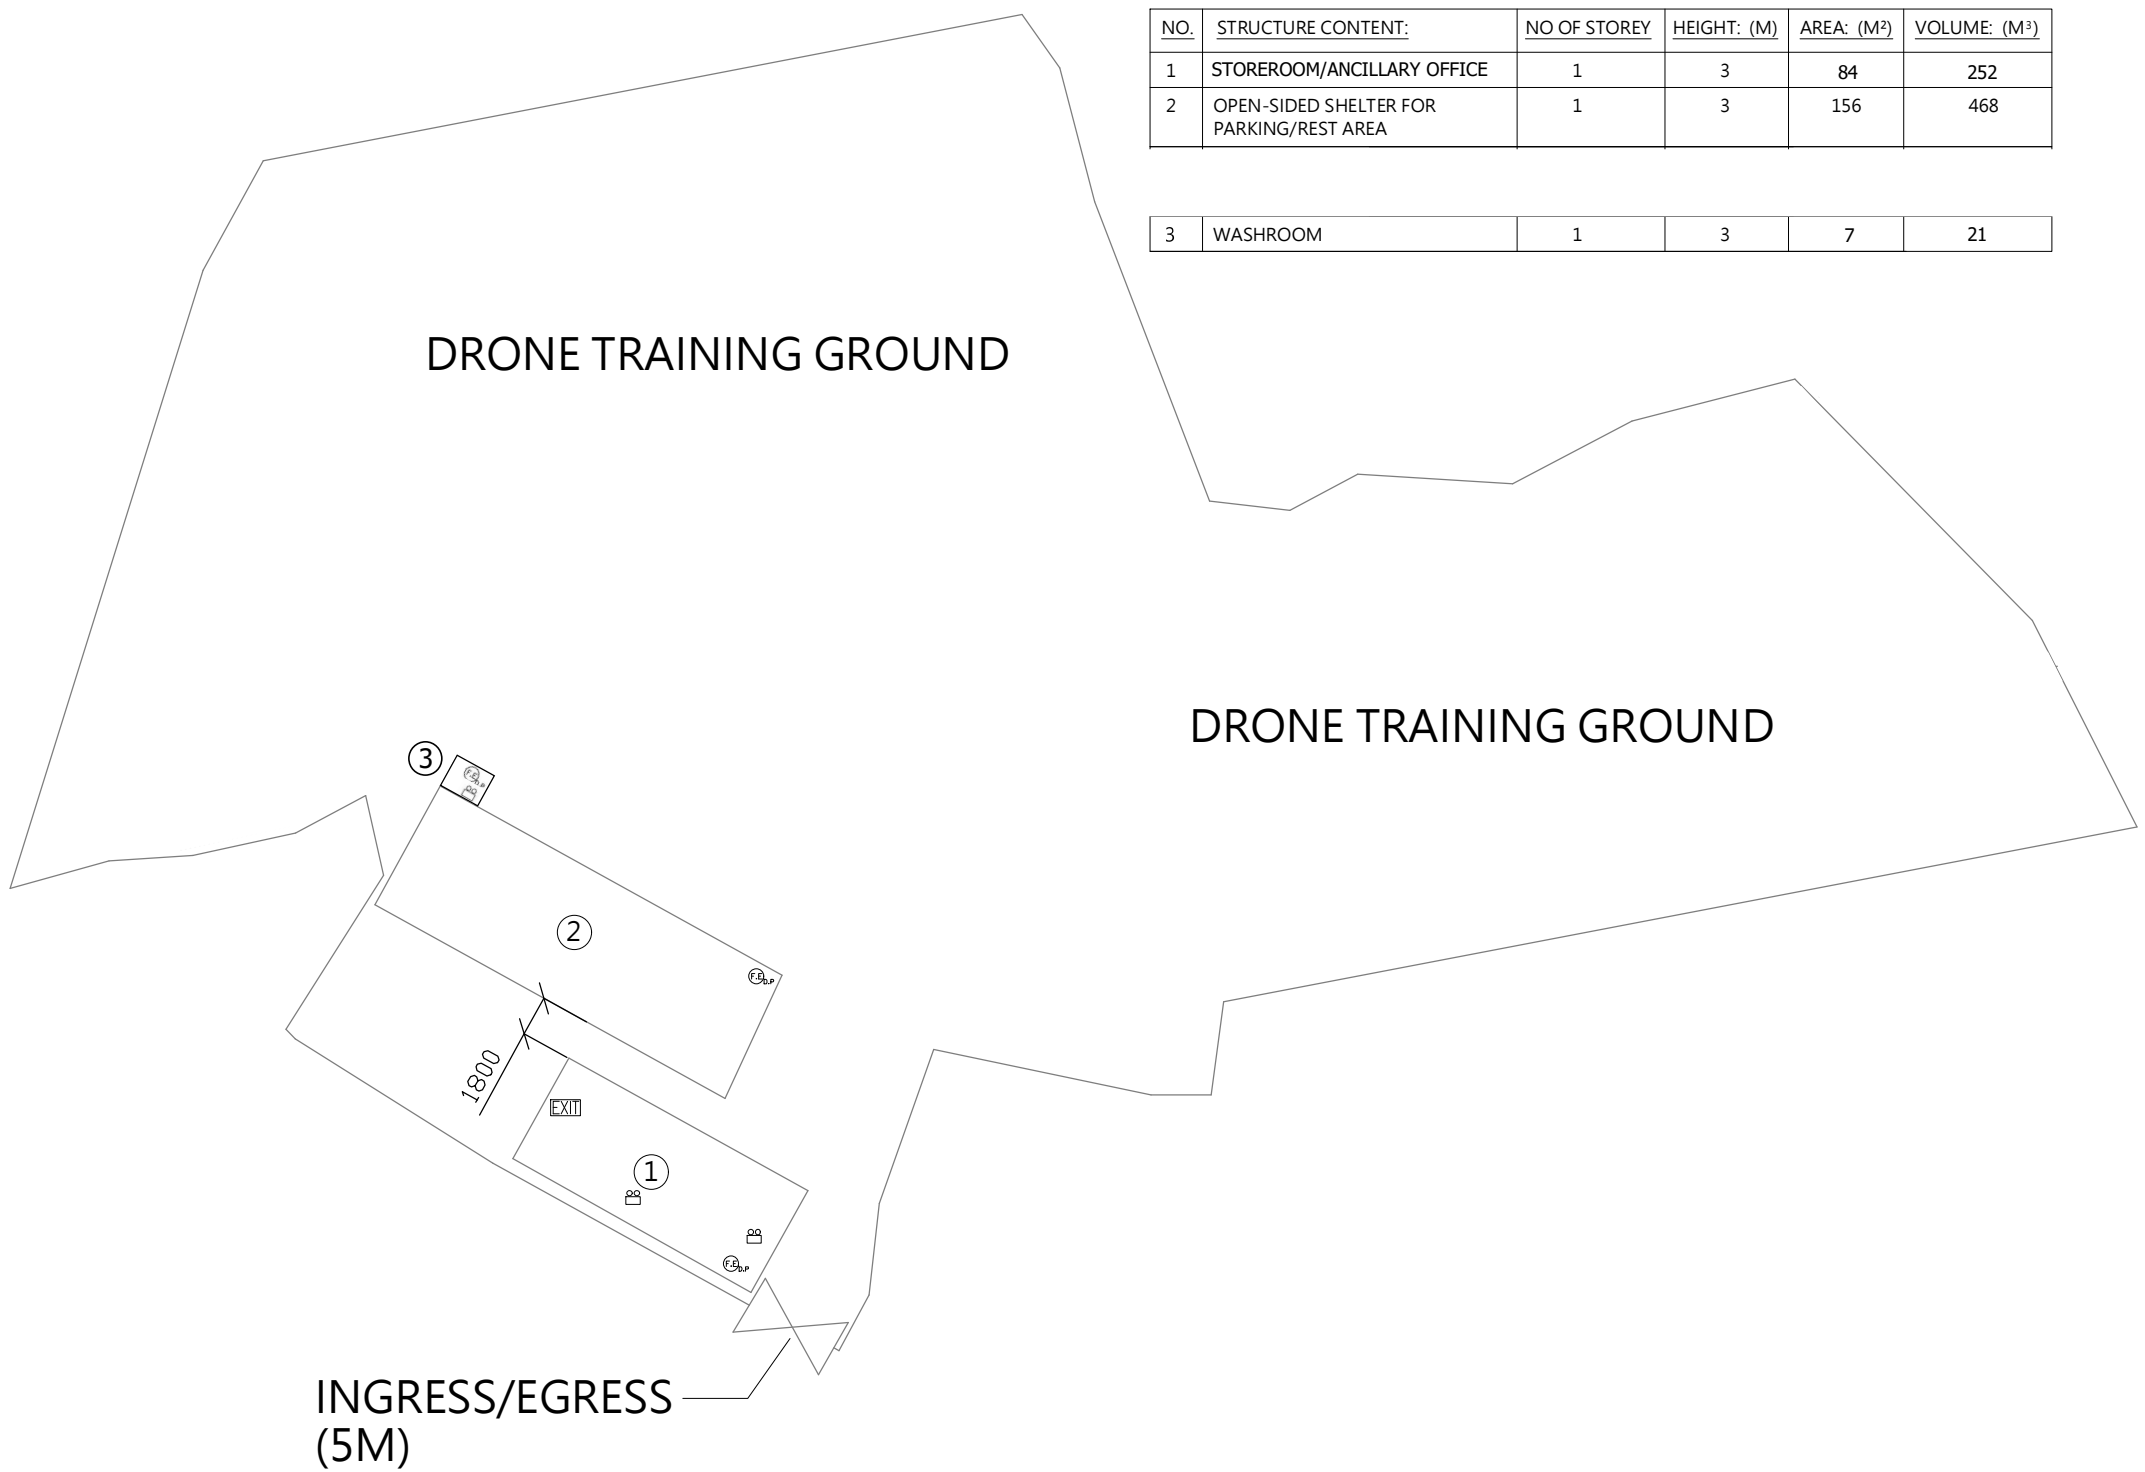 NO. STRUCTURE CONTENT: NO OF STOREY HEIGHT: (M) AREA: (M²) VOLUME: (M³)
1 STOREROOM/ANCILLARY OFFICE 1 3 84 252
2 OPEN-SIDED SHELTER FOR 1 3 156 468
PARKING/REST AREA
3 WASHROOM 1 3 7 21
DRONE TRAINING GROUND
DRONE TRAINING GROUND
3
F.E
D.P
2
F.E
D.P
1800
EXIT
1
F.E
D.P
INGRESS/EGRESS
(5M)